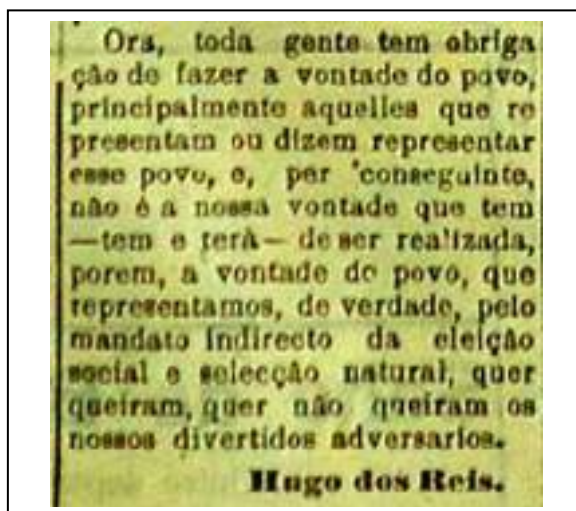 Ora, toda gente tem obriga
ção de fazer a vontade do povo,
principalmente aquelles que re
presentam ou dizem representar
esse povo, e, por conseguinte,
não é a nossa vontade que tem
—tem e terá— de ser realizada,
porem, a vontade do povo, que
representamos, de verdade, pelo
mandato indirecto da eleição
social e selecção natural, quer
queiram, quer não queiram os
nossos divertidos adversarios.
Hugo dos Reis.